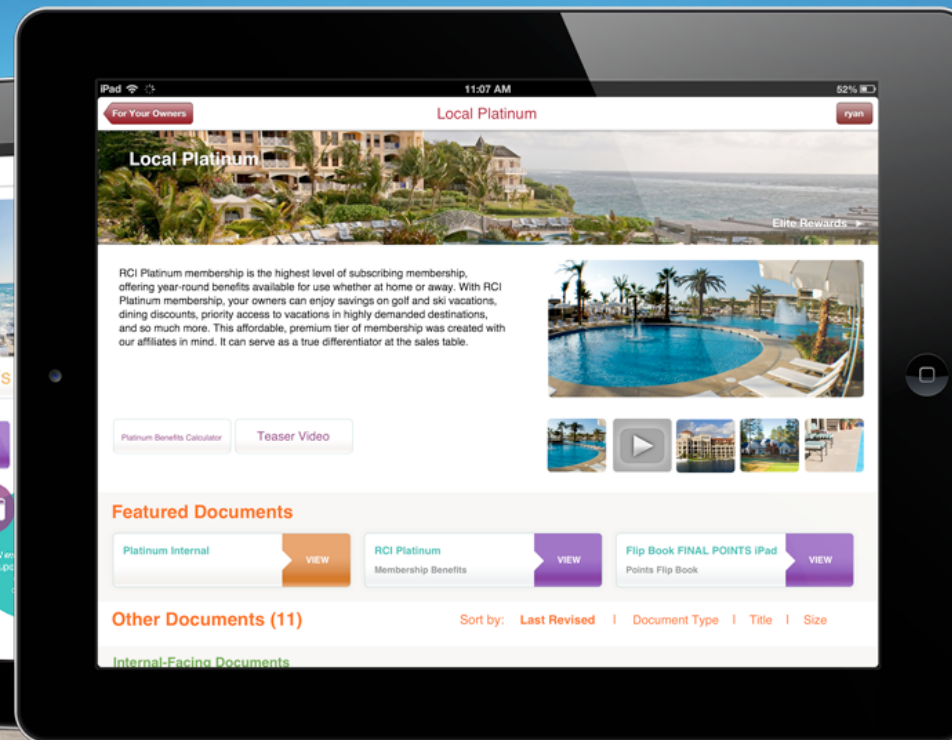 iPad
11:07 AM
52%
For Your Owners
Local Platinum
ryan
Local Platinum
Elite Rewards
RCI Platinum membership is the highest level of subscribing membership,
offering year-round benefits available for use whether at home or away. With RCI
Platinum membership, your owners can enjoy savings on golf and ski vacations,
dining discounts, priority access to vacations in highly demanded destinations,
and so much more. This affordable, premium tier of membership was created with
our affiliates in mind. It can serve as a true differentiator at the sales table.
Platinum Benefits Calculator
Teaser Video
Featured Documents
Platinum Internal
VIEW
RCI Platinum
Membership Benefits
VIEW
Flip Book FINAL POINTS iPad
Points Flip Book
VIEW
Other Documents (11)
Sort by: Last Revised | Document Type | Title | Size
Internal-Facing Documents